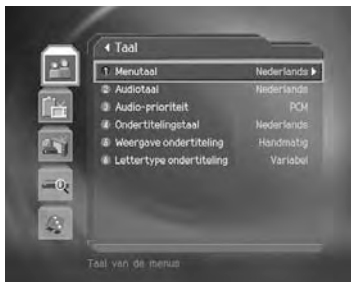 Taal
1 Menutaal Nederlands
2 Audiotaal Nederlands
3 Audio-prioriteit PCM
4 Ondertitelingstaal Nederlands
5 Weergave ondertiteling Handmatig
6 Lettertype ondertiteling Variabel
Taal van de menus